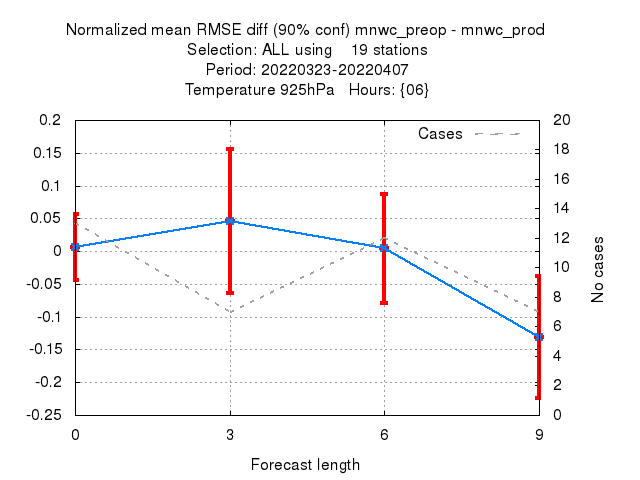 Normalized mean RMSE diff (90% conf) mnwc_preop - mnwc_prod
Selection: ALL using    19 stations
Period: 20220323-20220407
Temperature 925hPa   Hours: {06}
Cases
0.2
0.15
0.1
0.05
0
-0.05
-0.1
-0.15
-0.2
-0.25
20
18
16
14
12
10
8
6
4
2
0
No cases
0 3 6 9
Forecast length